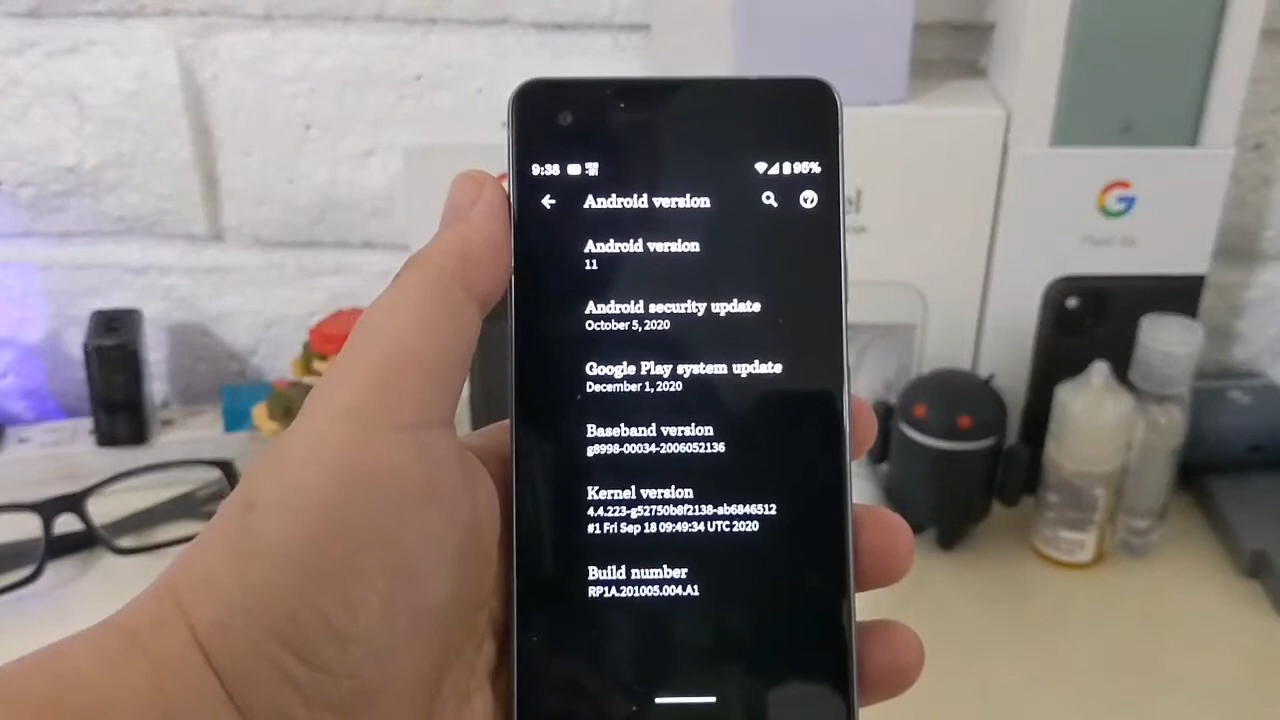 9:38
95%
Android version
Android version
11
Android security update
October 5, 2020
Google Play system update
December 1, 2020
Baseband version
g8998-00034-2006052136
Kernel version
4.4.223-g52750b8f2138-ab6846512
#1 Fri Sep 18 09:49:34 UTC 2020
Build number
RP1A.201005.004.A1
G